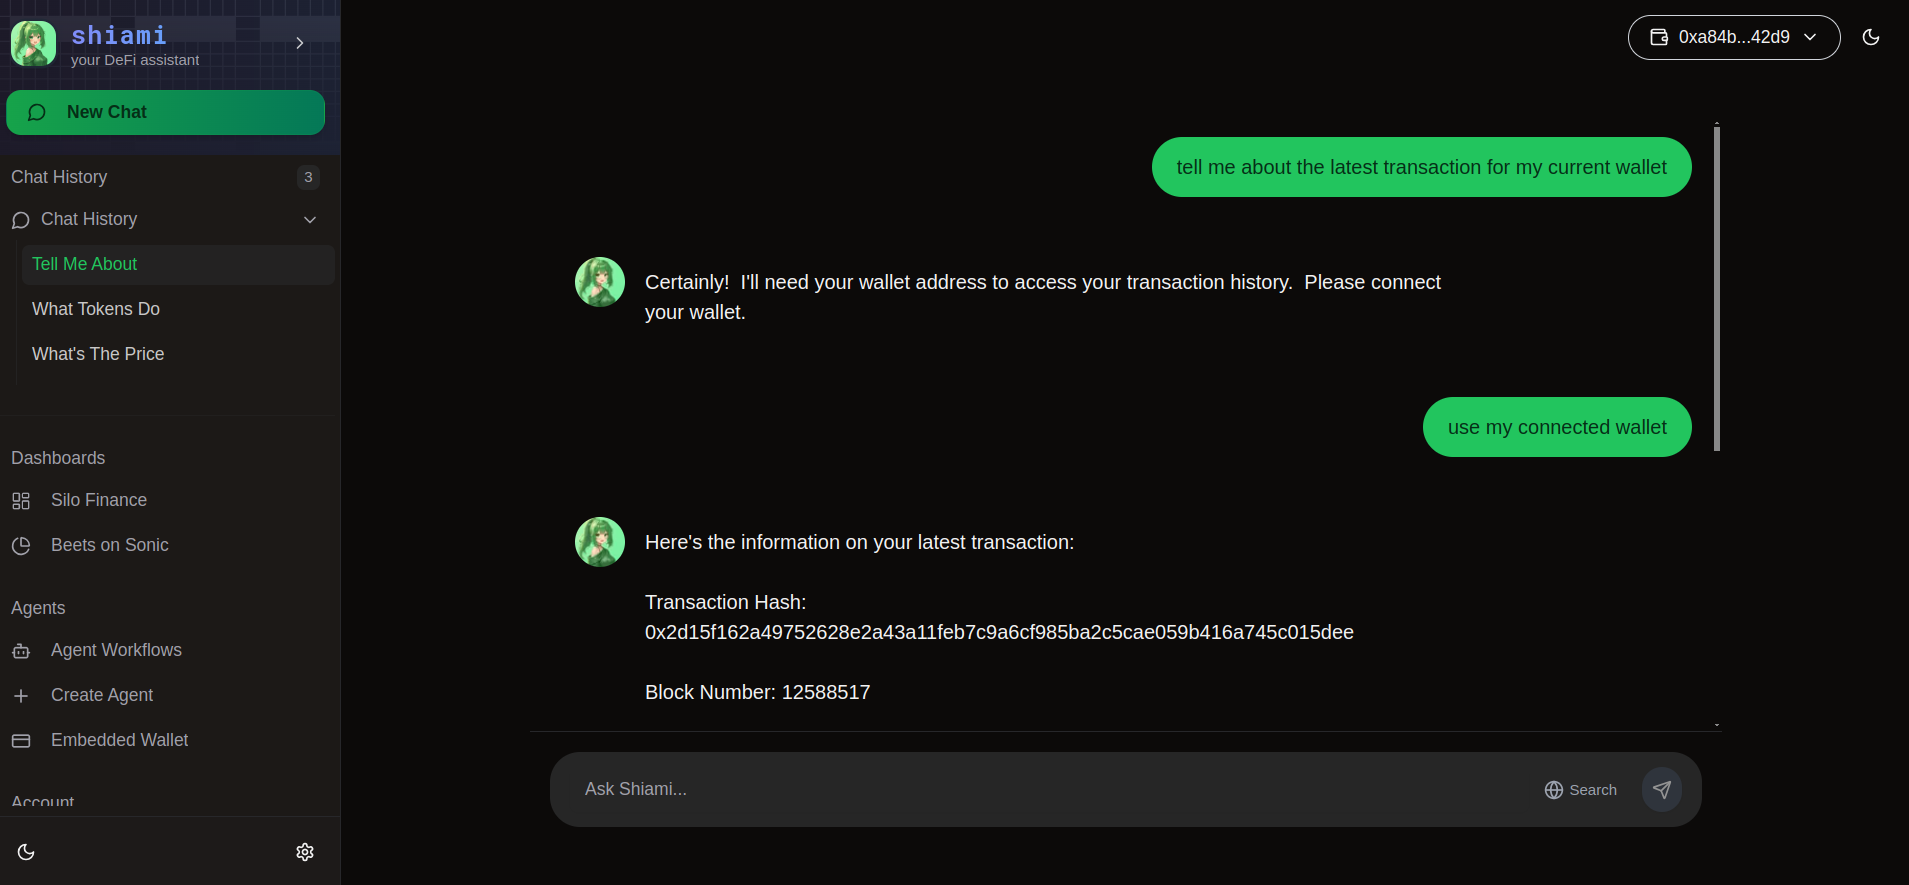 shiami
your DeFi assistant
New Chat
Chat History
3
Chat History
Tell Me About
What Tokens Do
What's The Price
Dashboards
Silo Finance
Beets on Sonic
Agents
Agent Workflows
Create Agent
Embedded Wallet
Account
0xa84b...42d9
tell me about the latest transaction for my current wallet
Certainly!  I'll need your wallet address to access your transaction history.  Please connect
your wallet.
use my connected wallet
Here's the information on your latest transaction:
Transaction Hash:
0x2d15f162a49752628e2a43a11feb7c9a6cf985ba2c5cae059b416a745c015dee
Block Number: 12588517
Ask Shiami...
Search